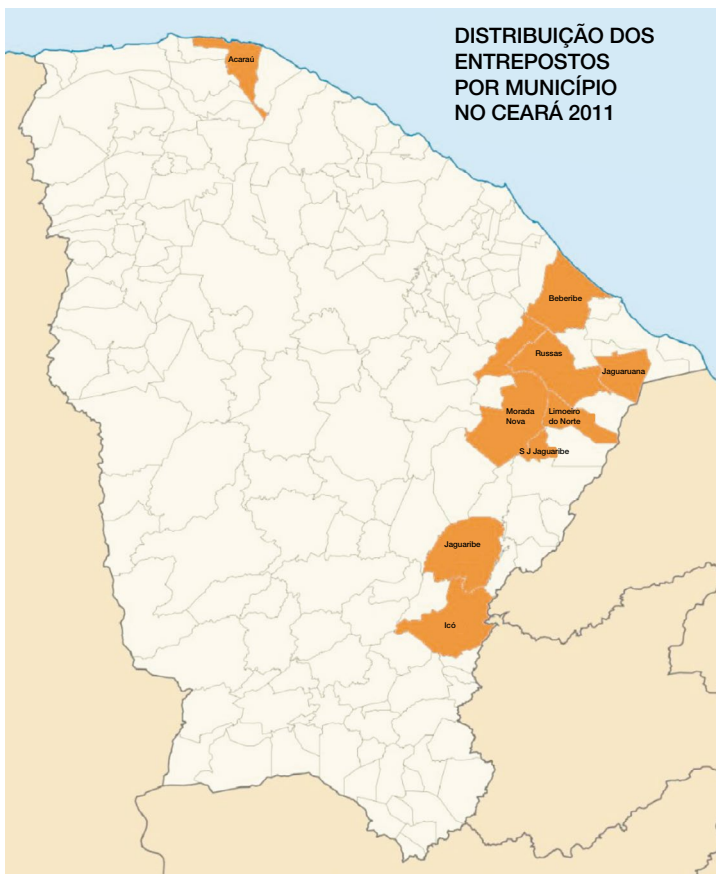 DISTRIBUIÇÃO DOS
ENTREPOSTOS
POR MUNICÍPIO
NO CEARÁ 2011
Acaraú
Beberibe
Russas
Jaguaruana
Morada
Nova
Limoeiro
do Norte
S J Jaguaribe
Jaguaribe
Icó